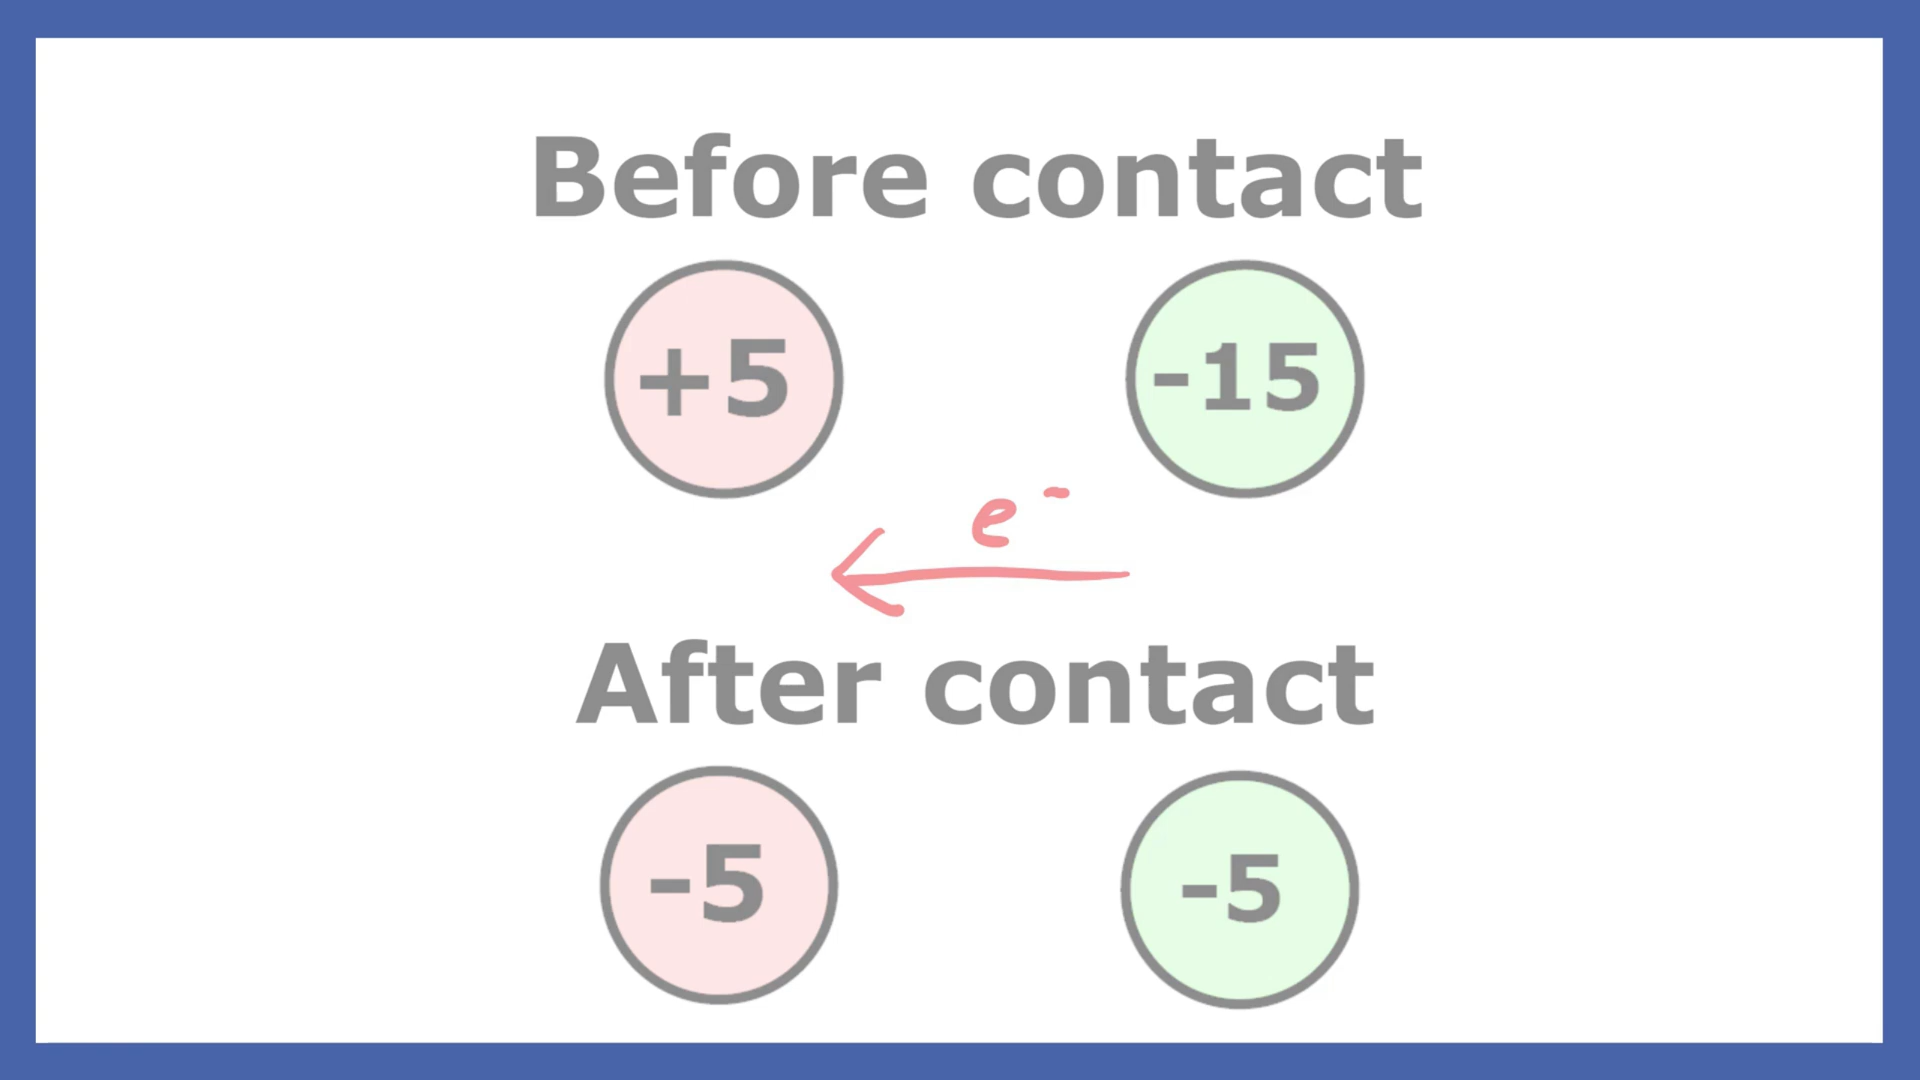 Before contact
+5 -15
e⁻
After contact
-5 -5